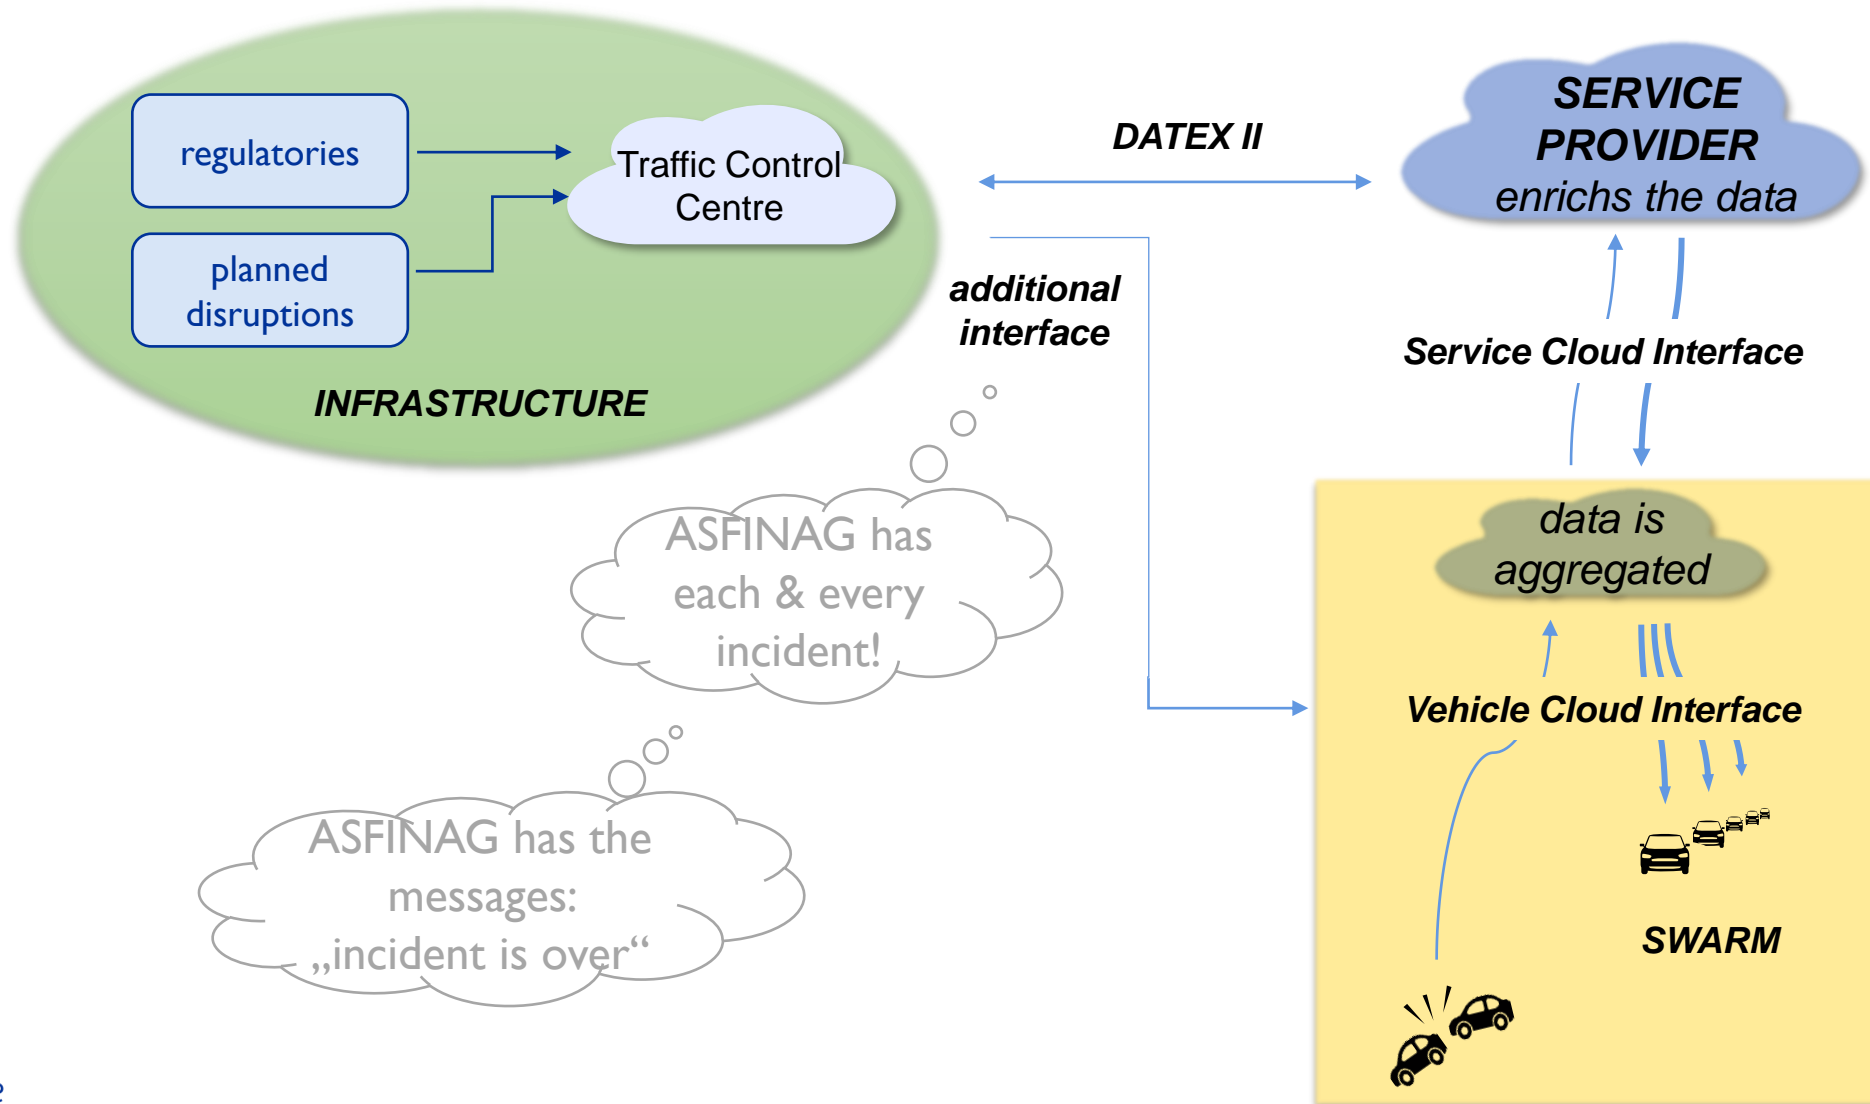 regulatories
planned
disruptions
Traffic Control
Centre
INFRASTRUCTURE
DATEX II
additional
interface
SERVICE
PROVIDER
enrichs the data
Service Cloud Interface
ASFINAG has
each & every
incident!
ASFINAG has the
messages:
„incident is over“
data is
aggregated
Vehicle Cloud Interface
SWARM